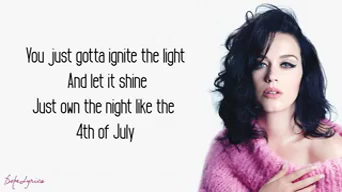 You just gotta ignite the light
And let it shine
Just own the night like the
4th of July
BeboLyrics